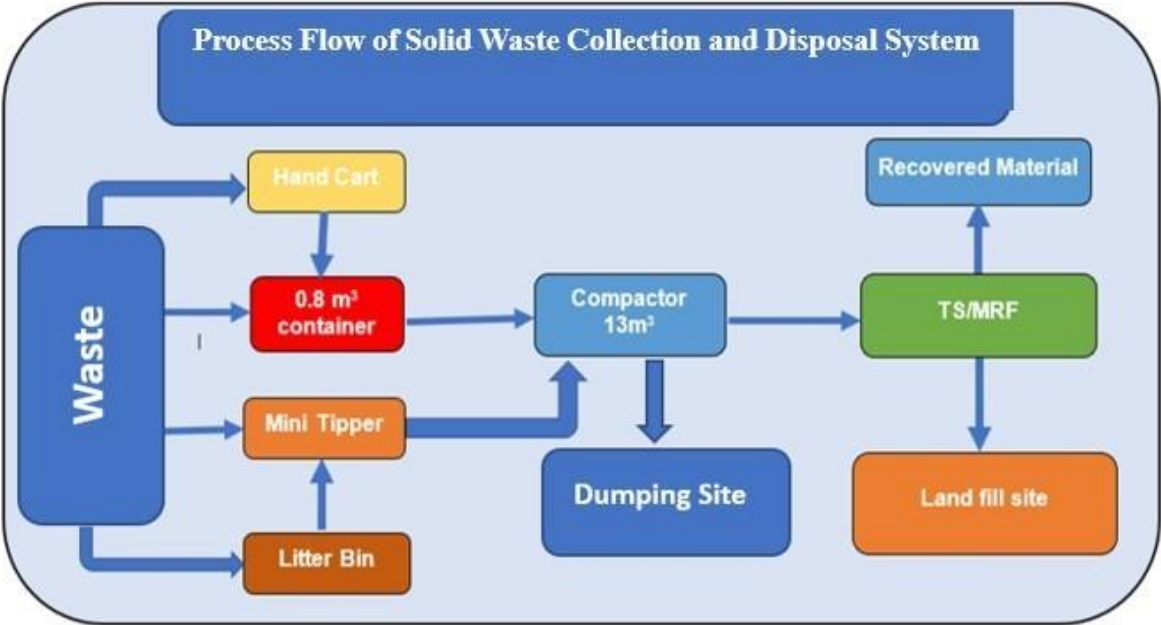 Process Flow of Solid Waste Collection and Disposal System
Hand Cart
Recovered Material
Waste
0.8 m³
container
Compactor
13m³
TS/MRF
Mini Tipper
Dumping Site
Land fill site
Litter Bin